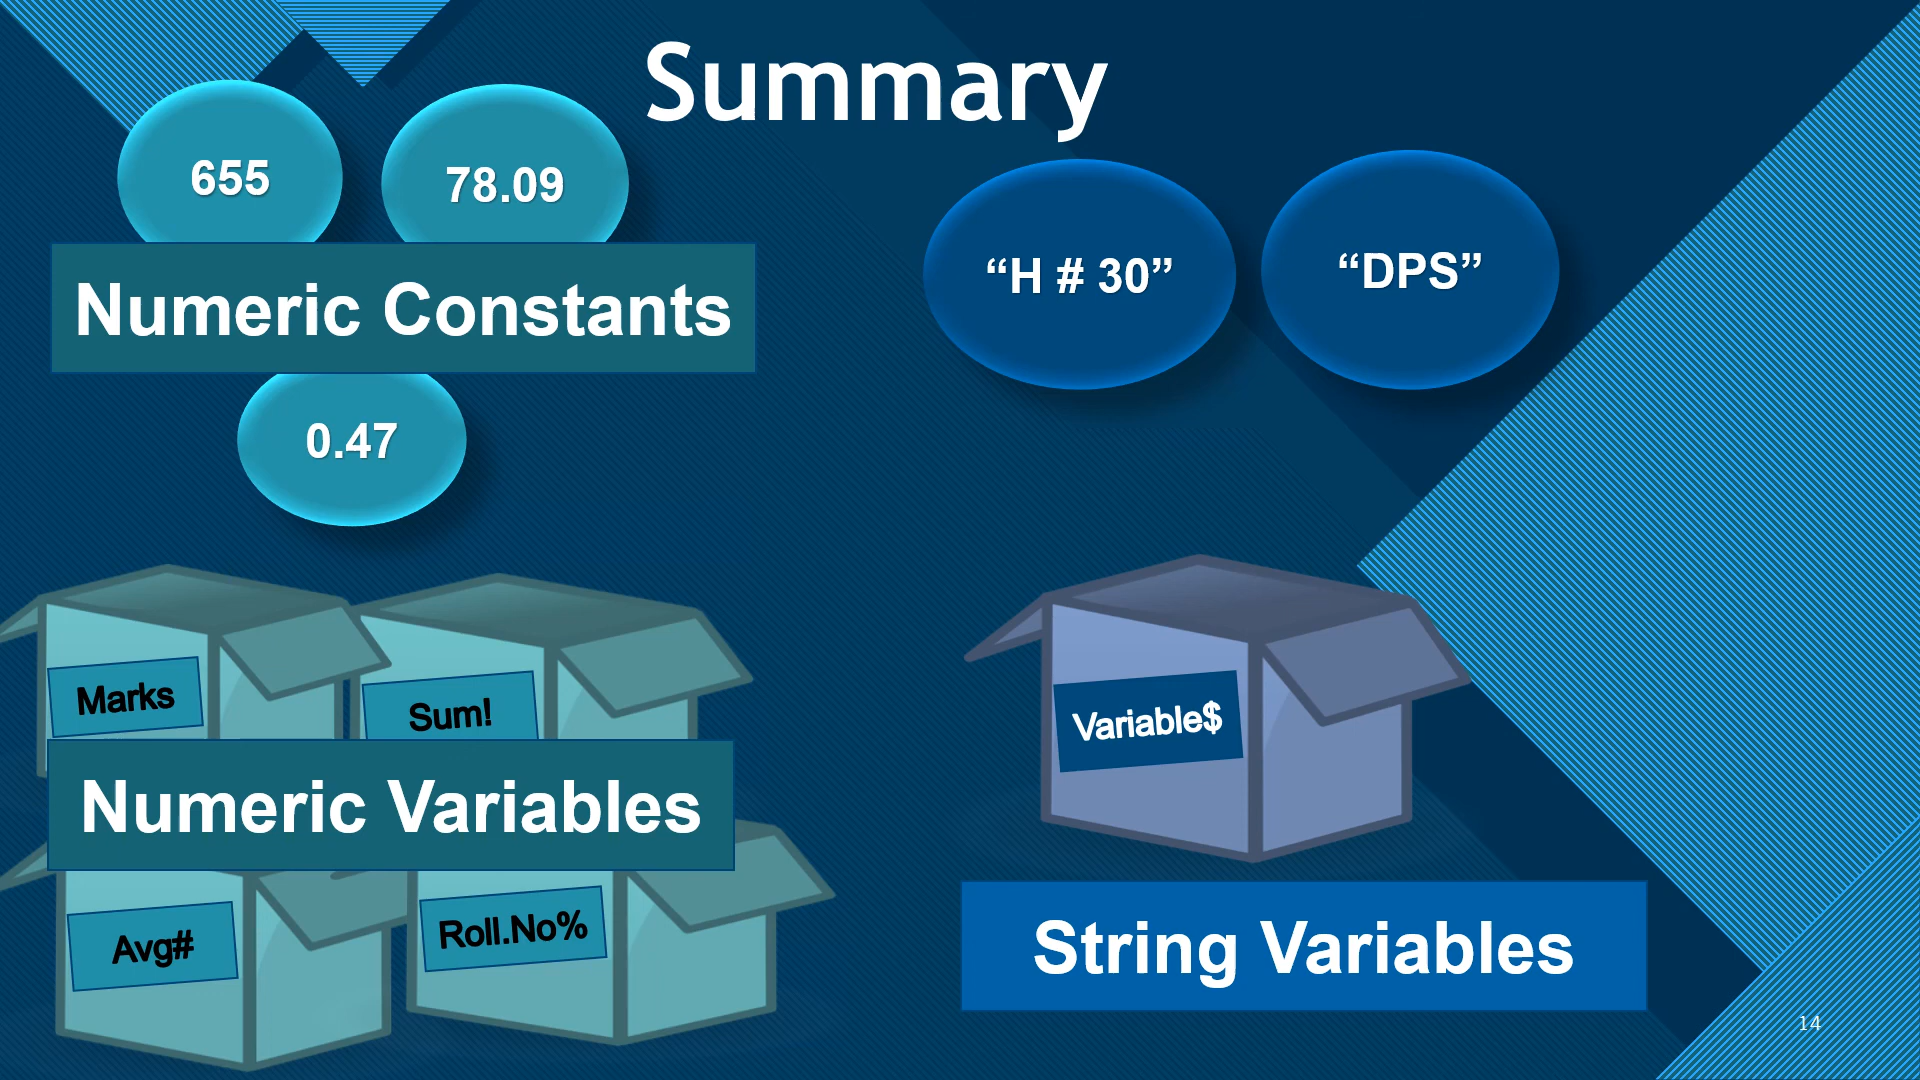 Summary
655
78.09
“H # 30”
“DPS”
Numeric Constants
0.47
Marks
Sum!
Variable$
Numeric Variables
Avg#
Roll.No%
String Variables
14